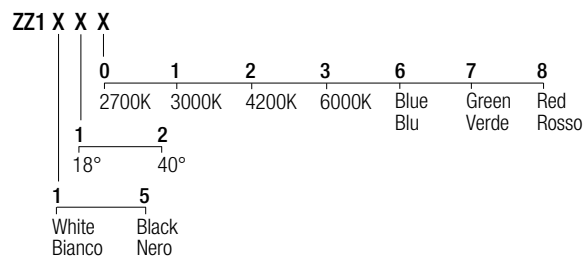 ZZ1 X X X
0 1 2 3 6 7 8
2700K 3000K 4200K 6000K Blue Green Red
Blu Verde Rosso
1 2
18° 40°
1 5
White Black
Bianco Nero